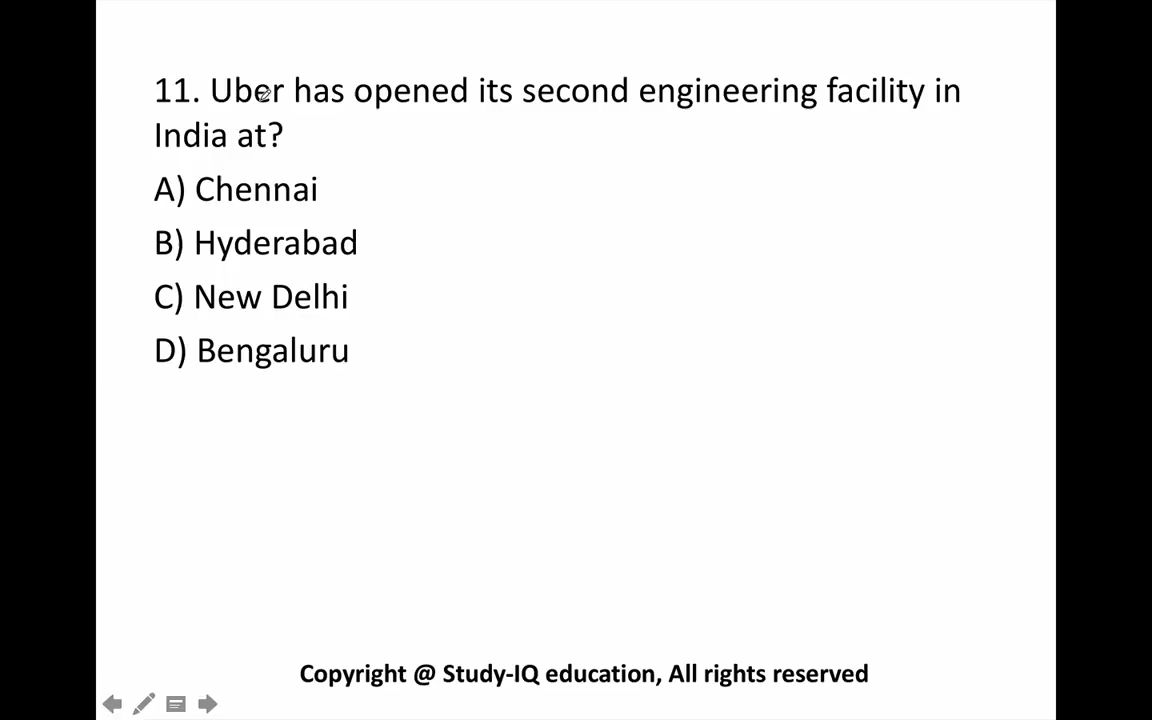 11. Uber has opened its second engineering facility in
India at?
A) Chennai
B) Hyderabad
C) New Delhi
D) Bengaluru
Copyright @ Study-IQ education, All rights reserved